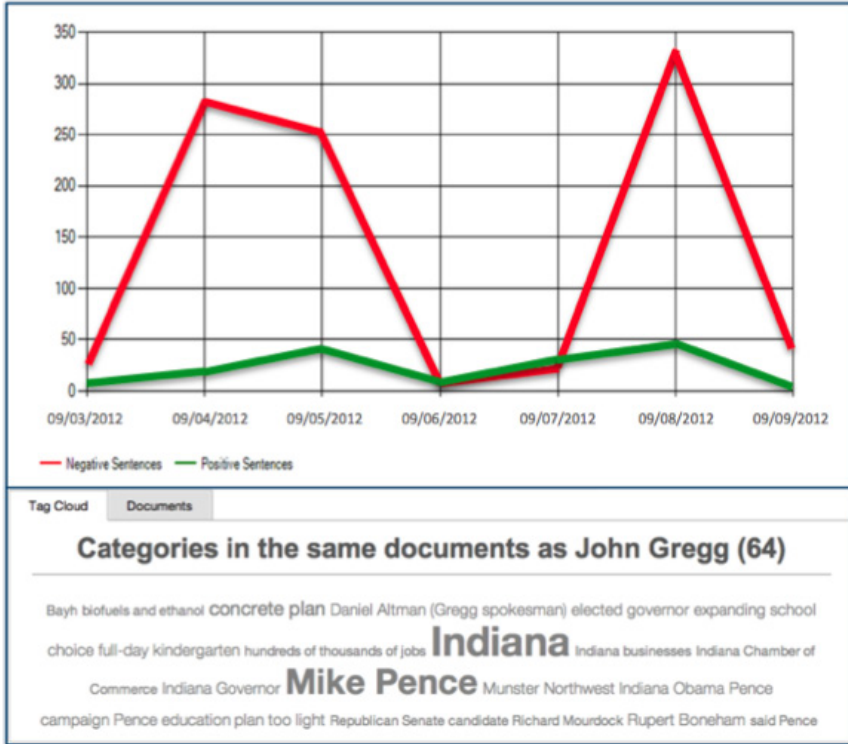 350
300
250
200
150
100
50
0
09/03/2012 09/04/2012 09/05/2012 09/06/2012 09/07/2012 09/08/2012 09/09/2012
Negative Sentences Positive Sentences
Tag Cloud Documents
Categories in the same documents as John Gregg (64)
Bayh biofuels and ethanol concrete plan Daniel Altman (Gregg spokesman) elected governor expanding school
choice full-day kindergarten hundreds of thousands of jobs Indiana Indiana businesses Indiana Chamber of
Commerce Indiana Governor Mike Pence Munster Northwest Indiana Obama Pence
campaign Pence education plan too light Republican Senate candidate Richard Mourdock Rupert Boneham said Pence